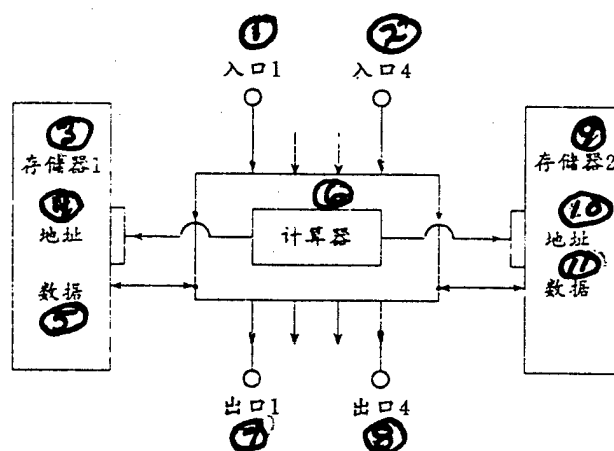 ① ②
入口1 入口4
③ ⑨
存储器1 存储器2
⑥
④ ⑩
地址 计算器 地址
⑪
数据 数据
⑤
出口1 出口4
⑦ ⑧